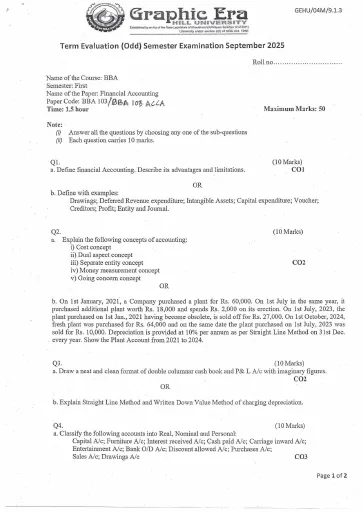 GEHU/04M/9.1.3
Graphic Era
HILL UNIVERSITY
Term Evaluation (Odd) Semester Examination September 2025
Roll no..............................
Name of the Course: BBA
Semester: First
Name of the Paper: Financial Accounting
Paper Code: BBA 103/BBA 103 ACCA
Time: 1.5 hour Maximum Marks: 50
Note:
(i) Answer all the questions by choosing any one of the sub-questions
(ii) Each question carries 10 marks.
Q1. (10 Marks)
a. Define financial Accounting. Describe its advantages and limitations. CO1
OR
b. Define with examples:
Drawings; Deferred Revenue expenditure; Intangible Assets; Capital expenditure; Voucher;
Creditors; Profit; Entity and Journal.
Q2. (10 Marks)
a. Explain the following concepts of accounting:
i) Cost concept
ii) Dual aspect concept
iii) Separate entity concept CO2
iv) Money measurement concept
v) Going concern concept
OR
b. On 1st January, 2021, a Company purchased a plant for Rs. 60,000. On 1st July in the same year, it
purchased additional plant worth Rs. 18,000 and spends Rs. 2,000 on its erection. On 1st July, 2023, the
plant purchased on 1st Jan., 2021 having become obsolete, is sold off for Rs. 27,000. On 1st October, 2024,
fresh plant was purchased for Rs. 64,000 and on the same date the plant purchased on 1st July, 2023 was
sold for Rs. 10,000. Depreciation is provided at 10% per annum as per Straight Line Method on 31st Dec.
every year. Show the Plant Account from 2021 to 2024.
Q3. (10 Marks)
a. Draw a neat and clean format of double columnar cash book and P& L A/c with imaginary figures.
CO2
OR
b. Explain Straight Line Method and Written Down Value Method of charging depreciation.
Q4. (10 Marks)
a. Classify the following accounts into Real, Nominal and Personal:
Capital A/c; Furniture A/c; Interest received A/c; Cash paid A/c; Carriage inward A/c;
Entertainment A/c; Bank O/D A/c; Discount allowed A/c; Purchases A/c;
Sales A/c; Drawings A/c CO3
Page 1 of 2